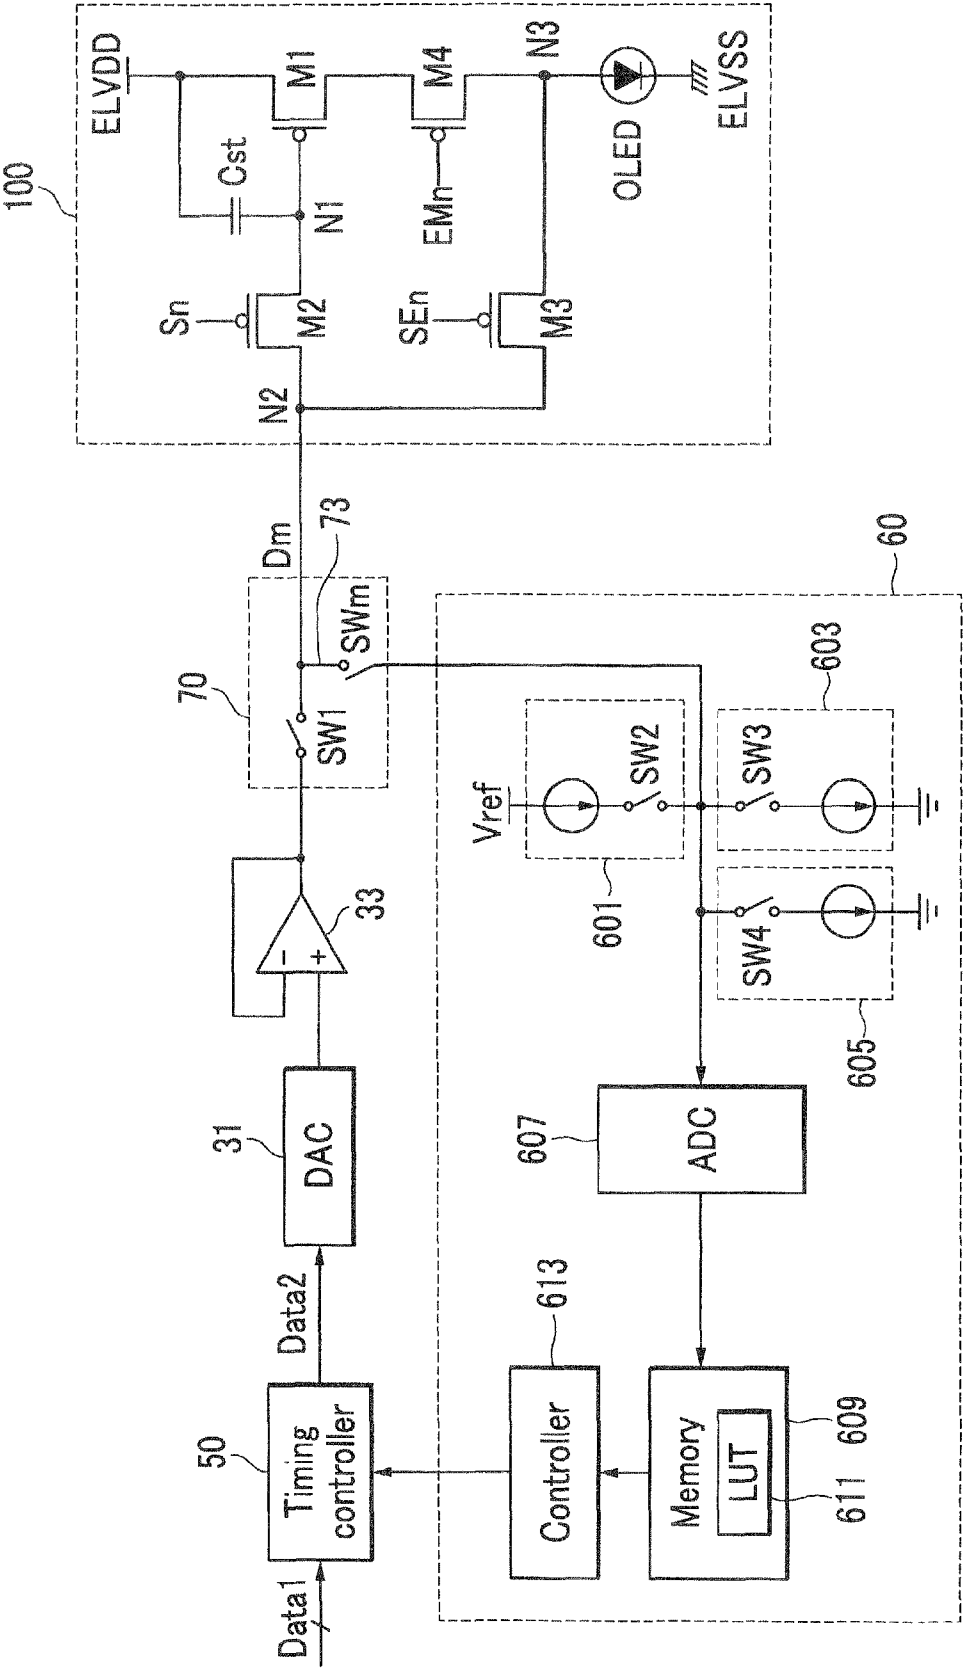 100
ELVDD
Cst
M1
M4
N3
N1
EMn
OLED
ELVSS
Sn
M2
SEn
M3
N2
Dm
73
70
SWm
SW1
60
33
-
+
31
DAC
Data2
50
Timing
controller
Data1
Vref
SW2
601
SW3
603
SW4
605
607
ADC
613
Controller
Memory
LUT
609
611